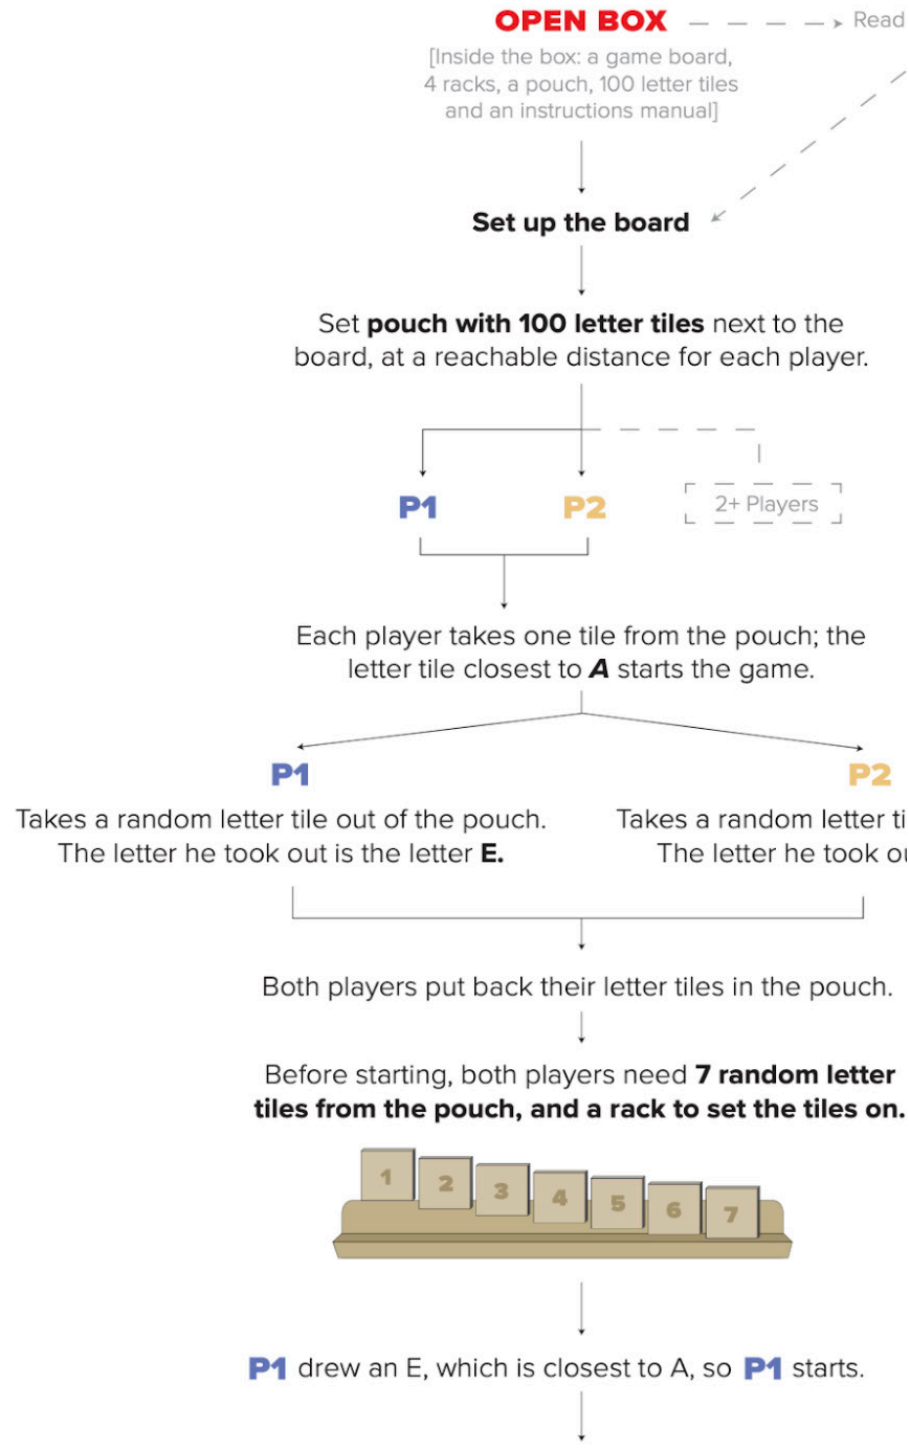 OPEN BOX
Read
[Inside the box: a game board,
4 racks, a pouch, 100 letter tiles
and an instructions manual]
Set up the board
Set pouch with 100 letter tiles next to the
board, at a reachable distance for each player.
P1
P2
2+ Players
Each player takes one tile from the pouch; the
letter tile closest to A starts the game.
P1
Takes a random letter tile out of the pouch.
The letter he took out is the letter E.
P2
Takes a random letter
The letter he took
Both players put back their letter tiles in the pouch.
Before starting, both players need 7 random letter
tiles from the pouch, and a rack to set the tiles on.
1 2 3 4 5 6 7
P1 drew an E, which is closest to A, so P1 starts.